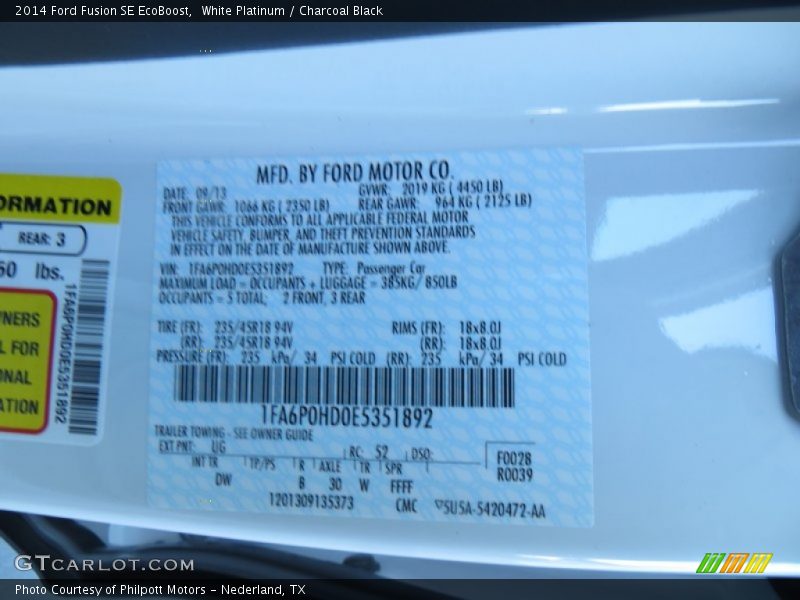 2014 Ford Fusion SE EcoBoost,  White Platinum / Charcoal Black
ORMATION
REAR: 3
50 lbs.
WNERS
L FOR
ONAL
ATION
1FA6P0HD0E5351892
MFD. BY FORD MOTOR CO.
DATE: 09/13 GVWR: 2019 KG ( 4450 LB)
FRONT GAWR: 1066 KG ( 2350 LB) REAR GAWR: 964 KG ( 2125 LB)
THIS VEHICLE CONFORMS TO ALL APPLICABLE FEDERAL MOTOR
VEHICLE SAFETY, BUMPER, AND THEFT PREVENTION STANDARDS
IN EFFECT ON THE DATE OF MANUFACTURE SHOWN ABOVE.
VIN: 1FA6P0HD0E5351892 TYPE: Passenger Car
MAXIMUM LOAD = OCCUPANTS + LUGGAGE = 385KG/ 850LB
OCCUPANTS = 5 TOTAL; 2 FRONT, 3 REAR
TIRE (FR): 235/45R18 94V RIMS (FR): 18x8.0J
(RR): 235/45R18 94V (RR): 18x8.0J
PRESSURE (FR): 235 kPa/ 34 PSI COLD (RR): 235 kPa/ 34 PSI COLD
1FA6P0HD0E5351892
TRAILER TOWING - SEE OWNER GUIDE
EXT PNT: UG RC: 52 DSO: F0028
INT TR TP/PS R AXLE TR SPR R0039
DW B 30 W FFFF
1201309135373 CMC 5U5A-5420472-AA
GTCARLOT.COM
Photo Courtesy of Philpott Motors – Nederland, TX